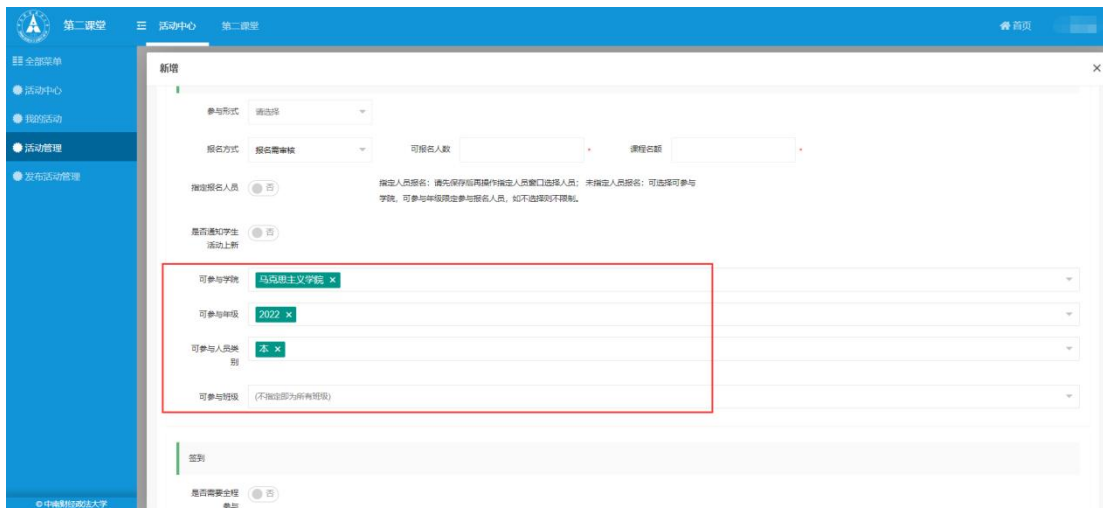 第二课堂
活动中心
第二课堂
首页
全部菜单
活动中心
我的活动
活动管理
发布活动管理
新增
参与形式 请选择
报名方式 报名需审核 可报名人数 * 课程名额 *
指定报名人员 否 指定人员报名：请先保存后再操作指定人员窗口选择人员； 未指定人员报名：可选择可参与
学院，可参与年级限定参与报名人员，如不选择则不限制。
是否通知学生 否
活动上新
可参与学院 马克思主义学院 ×
可参与年级 2022 ×
可参与人员类 本 ×
别
可参与班级 (不指定即为所有班级)
签到
是否需要全程 否
参与
© 中南财经政法大学